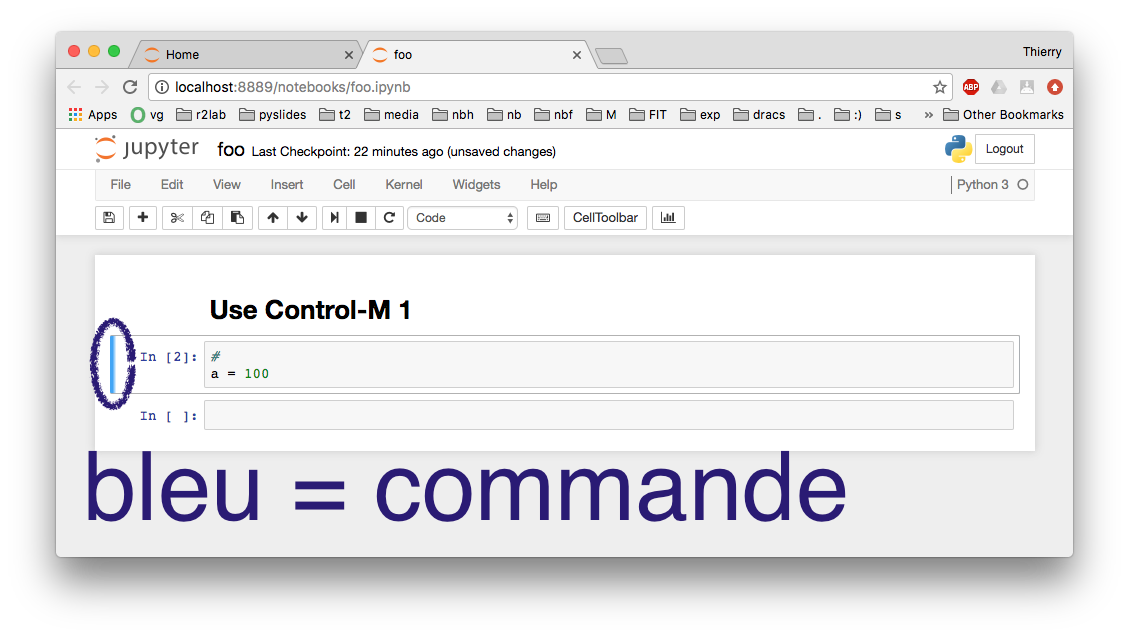 Home
foo
Thierry
localhost:8889/notebooks/foo.ipynb
ABP
Apps vg r2lab pyslides t2 media nbh nb nbf M FIT exp dracs . :) s » Other Bookmarks
jupyter foo Last Checkpoint: 22 minutes ago (unsaved changes) Logout
File Edit View Insert Cell Kernel Widgets Help Python 3
Code CellToolbar
Use Control-M 1
In [2]: #
a = 100
In [ ]:
bleu = commande